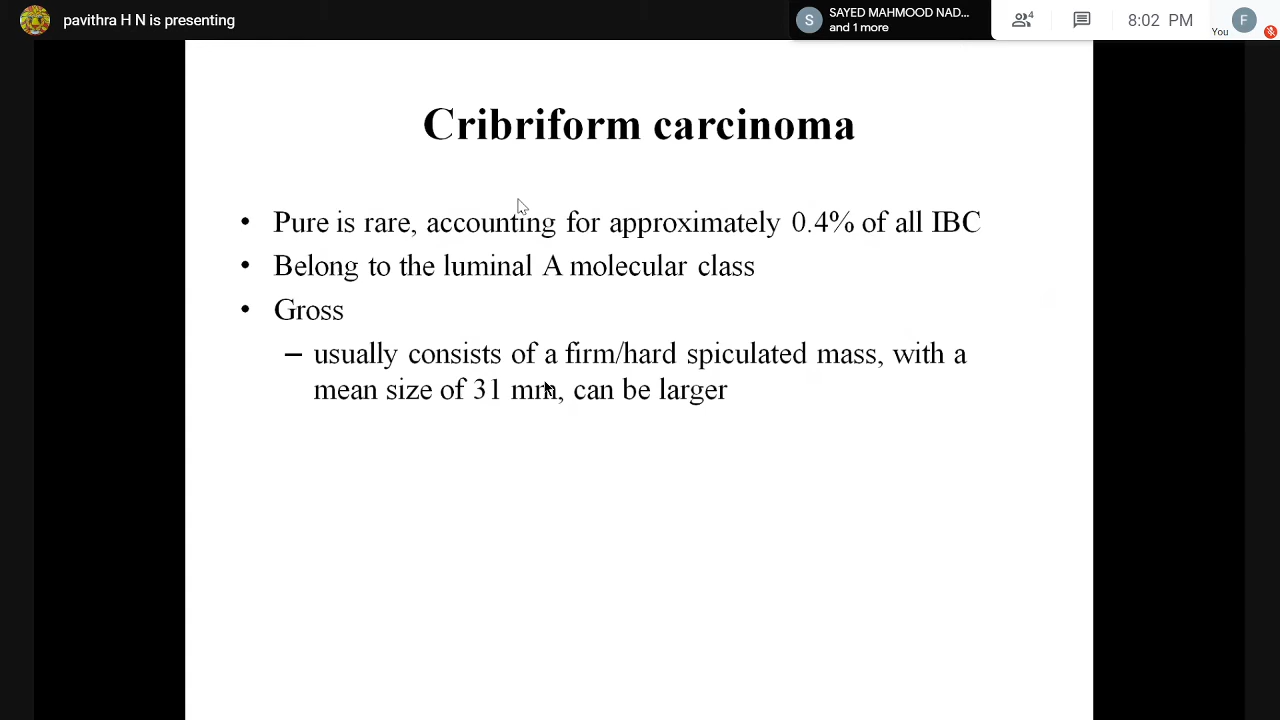 pavithra H N is presenting
S
SAYED MAHMOOD NAD...
and 1 more
4
8:02 PM
You
F
Cribriform carcinoma
• Pure is rare, accounting for approximately 0.4% of all IBC
• Belong to the luminal A molecular class
• Gross
– usually consists of a firm/hard spiculated mass, with a
mean size of 31 mm, can be larger